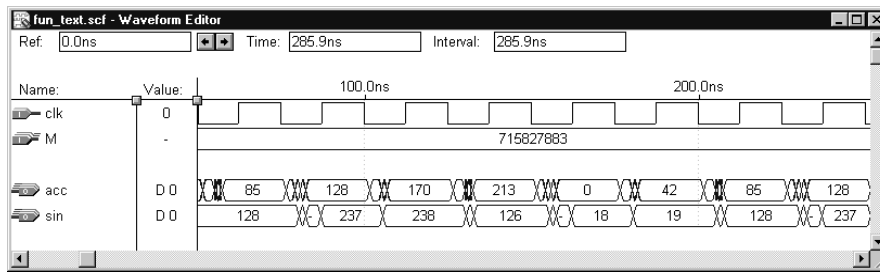 fun_text.scf - Waveform Editor
Ref: 0.0ns Time: 285.9ns Interval: 285.9ns
Name: Value: 100.0ns 200.0ns
clk 0
M - 715827883
acc D 0 85 128 170 213 0 42 85 128
sin D 0 128 - 237 238 126 - 18 19 128 - 237